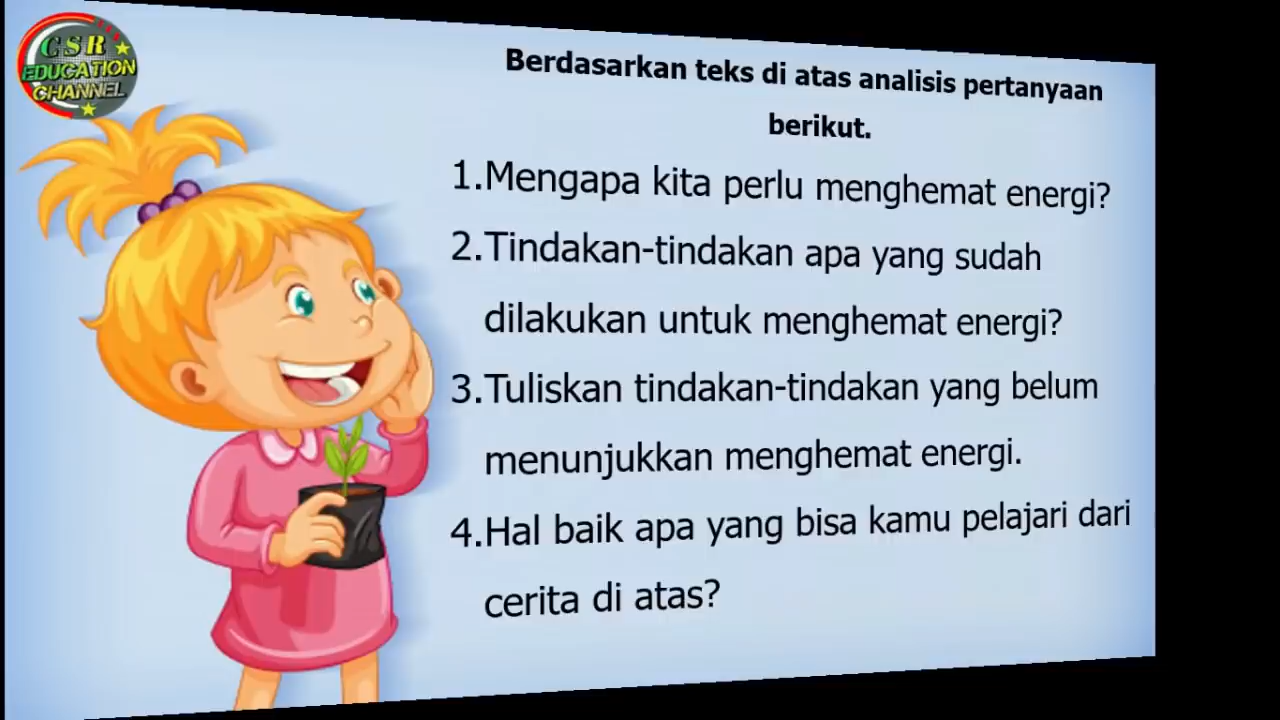 CSR
EDUCATION
CHANNEL
Berdasarkan teks di atas analisis pertanyaan
berikut.
1.Mengapa kita perlu menghemat energi?
2.Tindakan-tindakan apa yang sudah
dilakukan untuk menghemat energi?
3.Tuliskan tindakan-tindakan yang belum
menunjukkan menghemat energi.
4.Hal baik apa yang bisa kamu pelajari dari
cerita di atas?